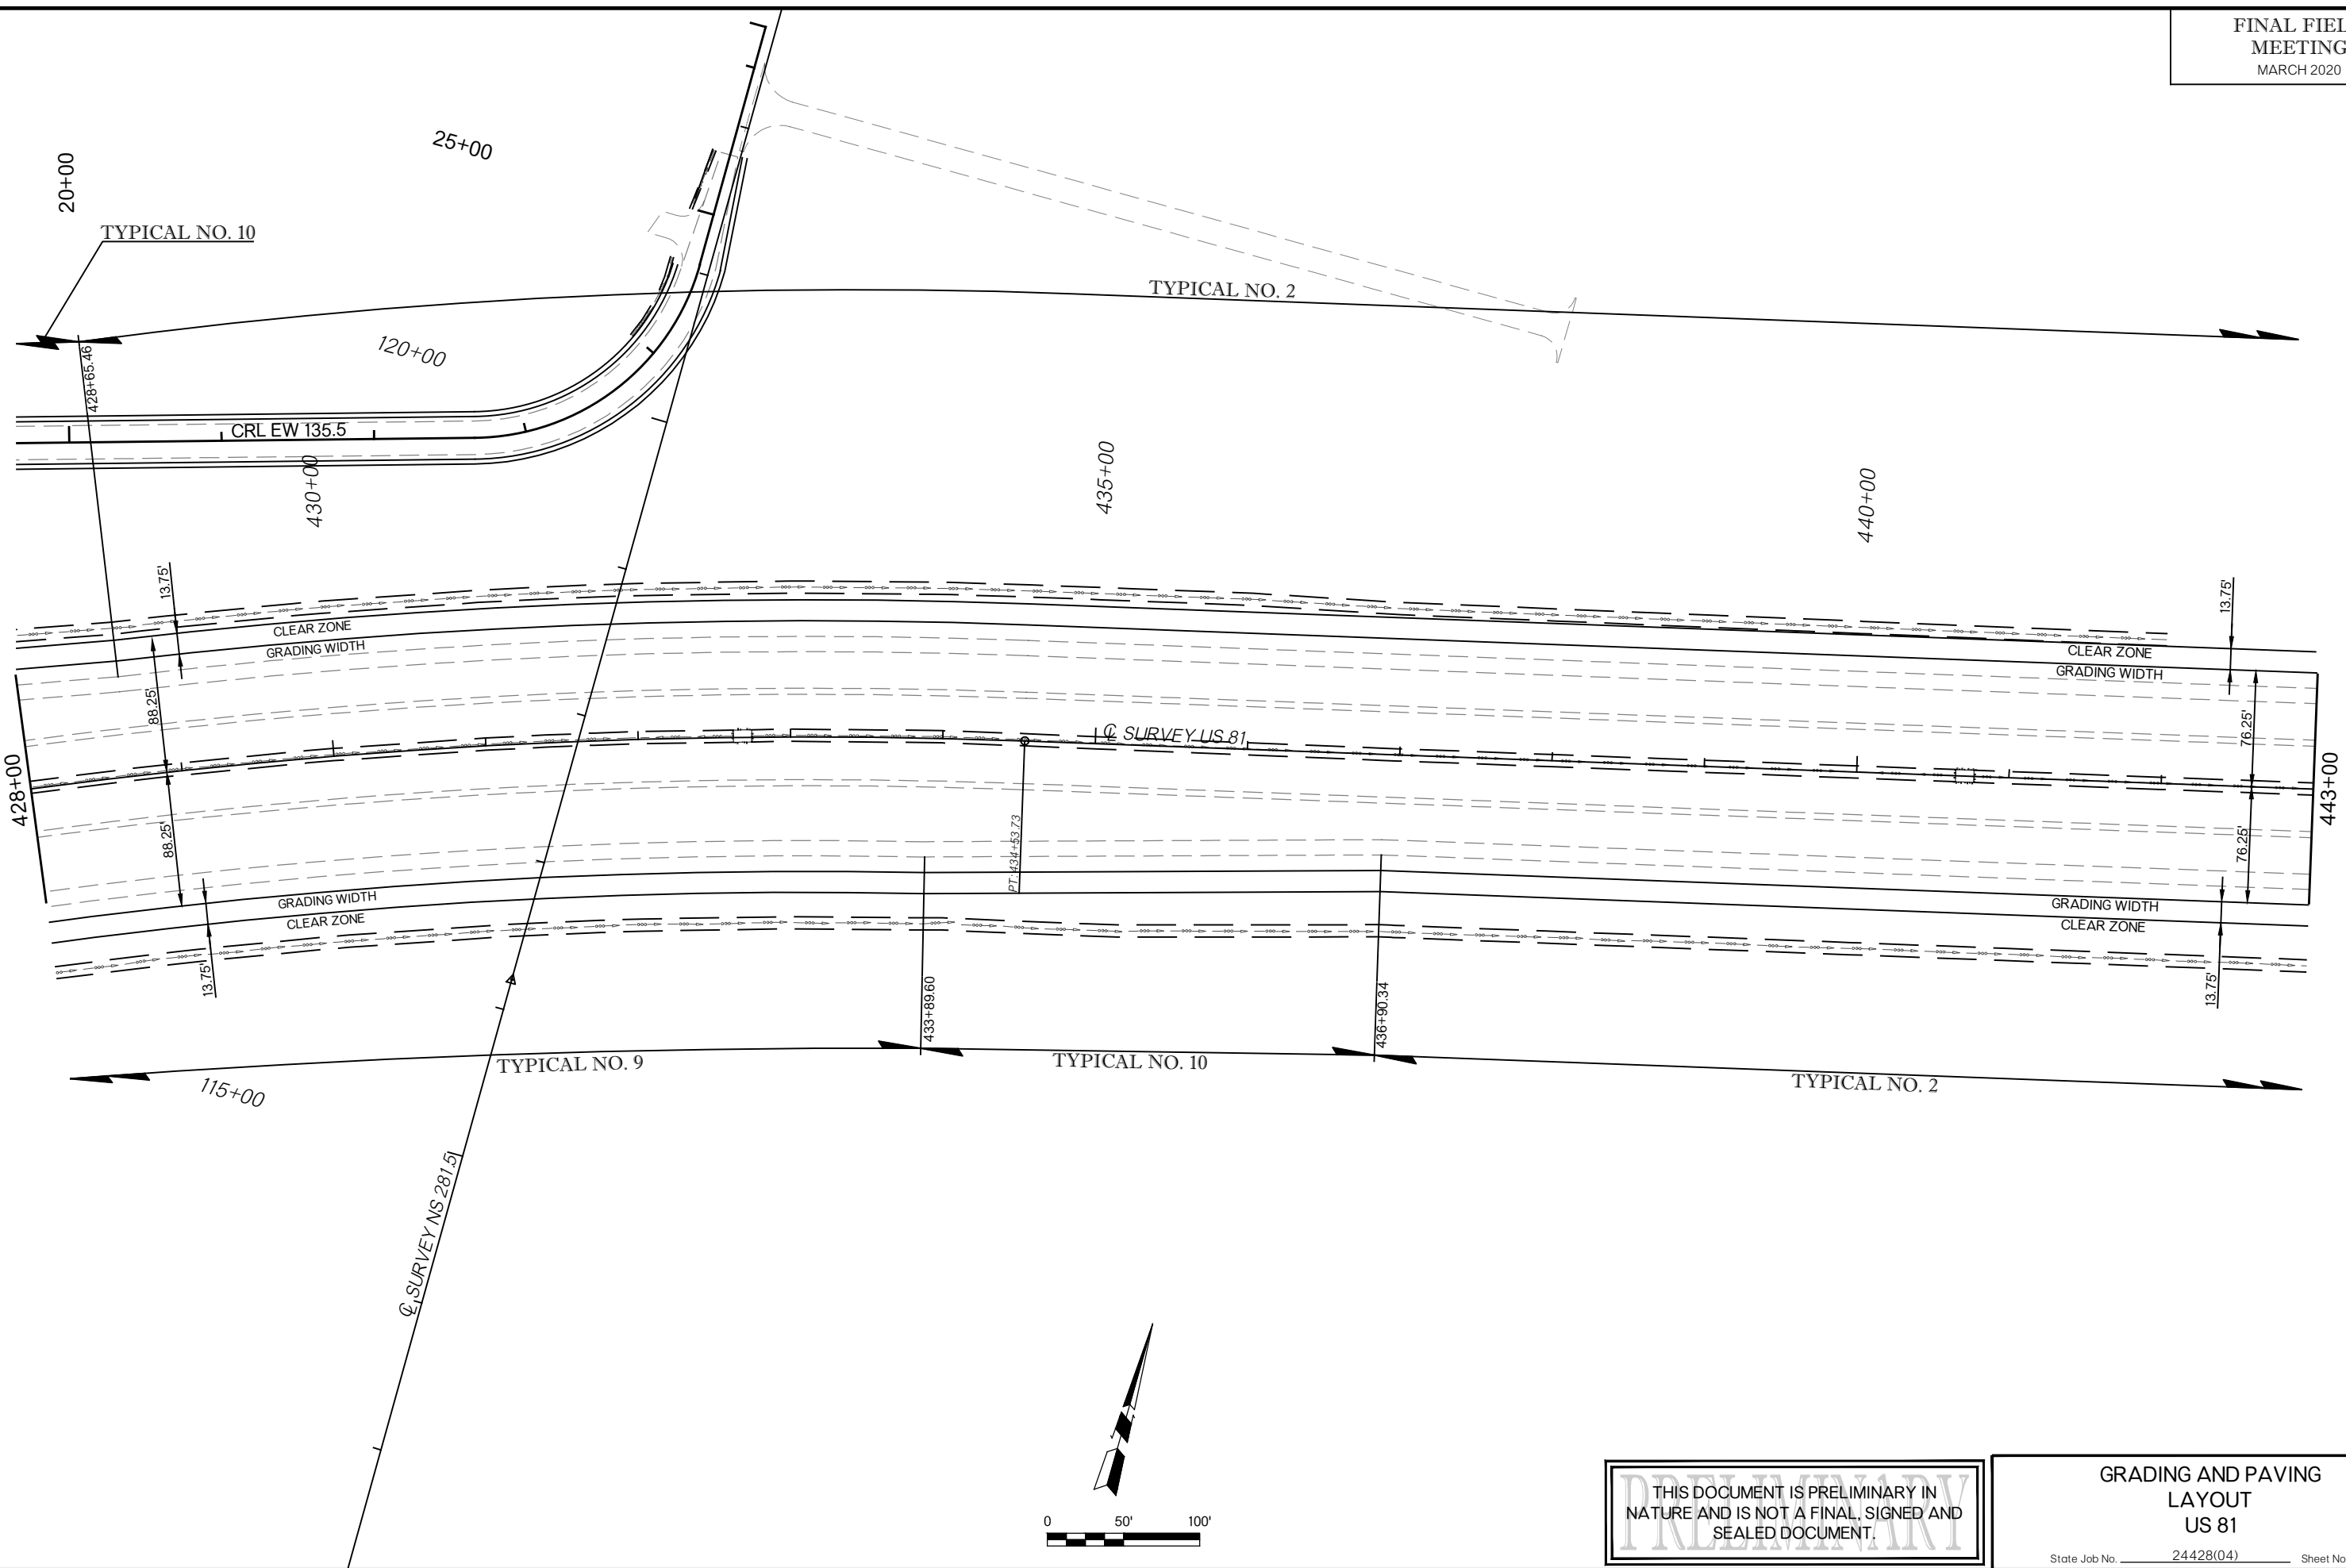 FINAL FIEL
MEETING
MARCH 2020
25+00
20+00
TYPICAL NO. 10
TYPICAL NO. 2
428+65.46
120+00
CRL EW 135.5
430+00
435+00
440+00
13.75'
13.75'
CLEAR ZONE
GRADING WIDTH
CLEAR ZONE
GRADING WIDTH
88.25'
76.25'
℄ SURVEY US 81
428+00
443+00
88.25'
76.25'
PT: 434+53.73
GRADING WIDTH
CLEAR ZONE
GRADING WIDTH
CLEAR ZONE
13.75'
13.75'
433+89.60
436+90.34
TYPICAL NO. 9
TYPICAL NO. 10
TYPICAL NO. 2
115+00
℄ SURVEY NS 281.5
0 50' 100'
PRELIMINARY
THIS DOCUMENT IS PRELIMINARY IN
NATURE AND IS NOT A FINAL, SIGNED AND
SEALED DOCUMENT.
GRADING AND PAVING
LAYOUT
US 81
State Job No. 24428(04) Sheet No